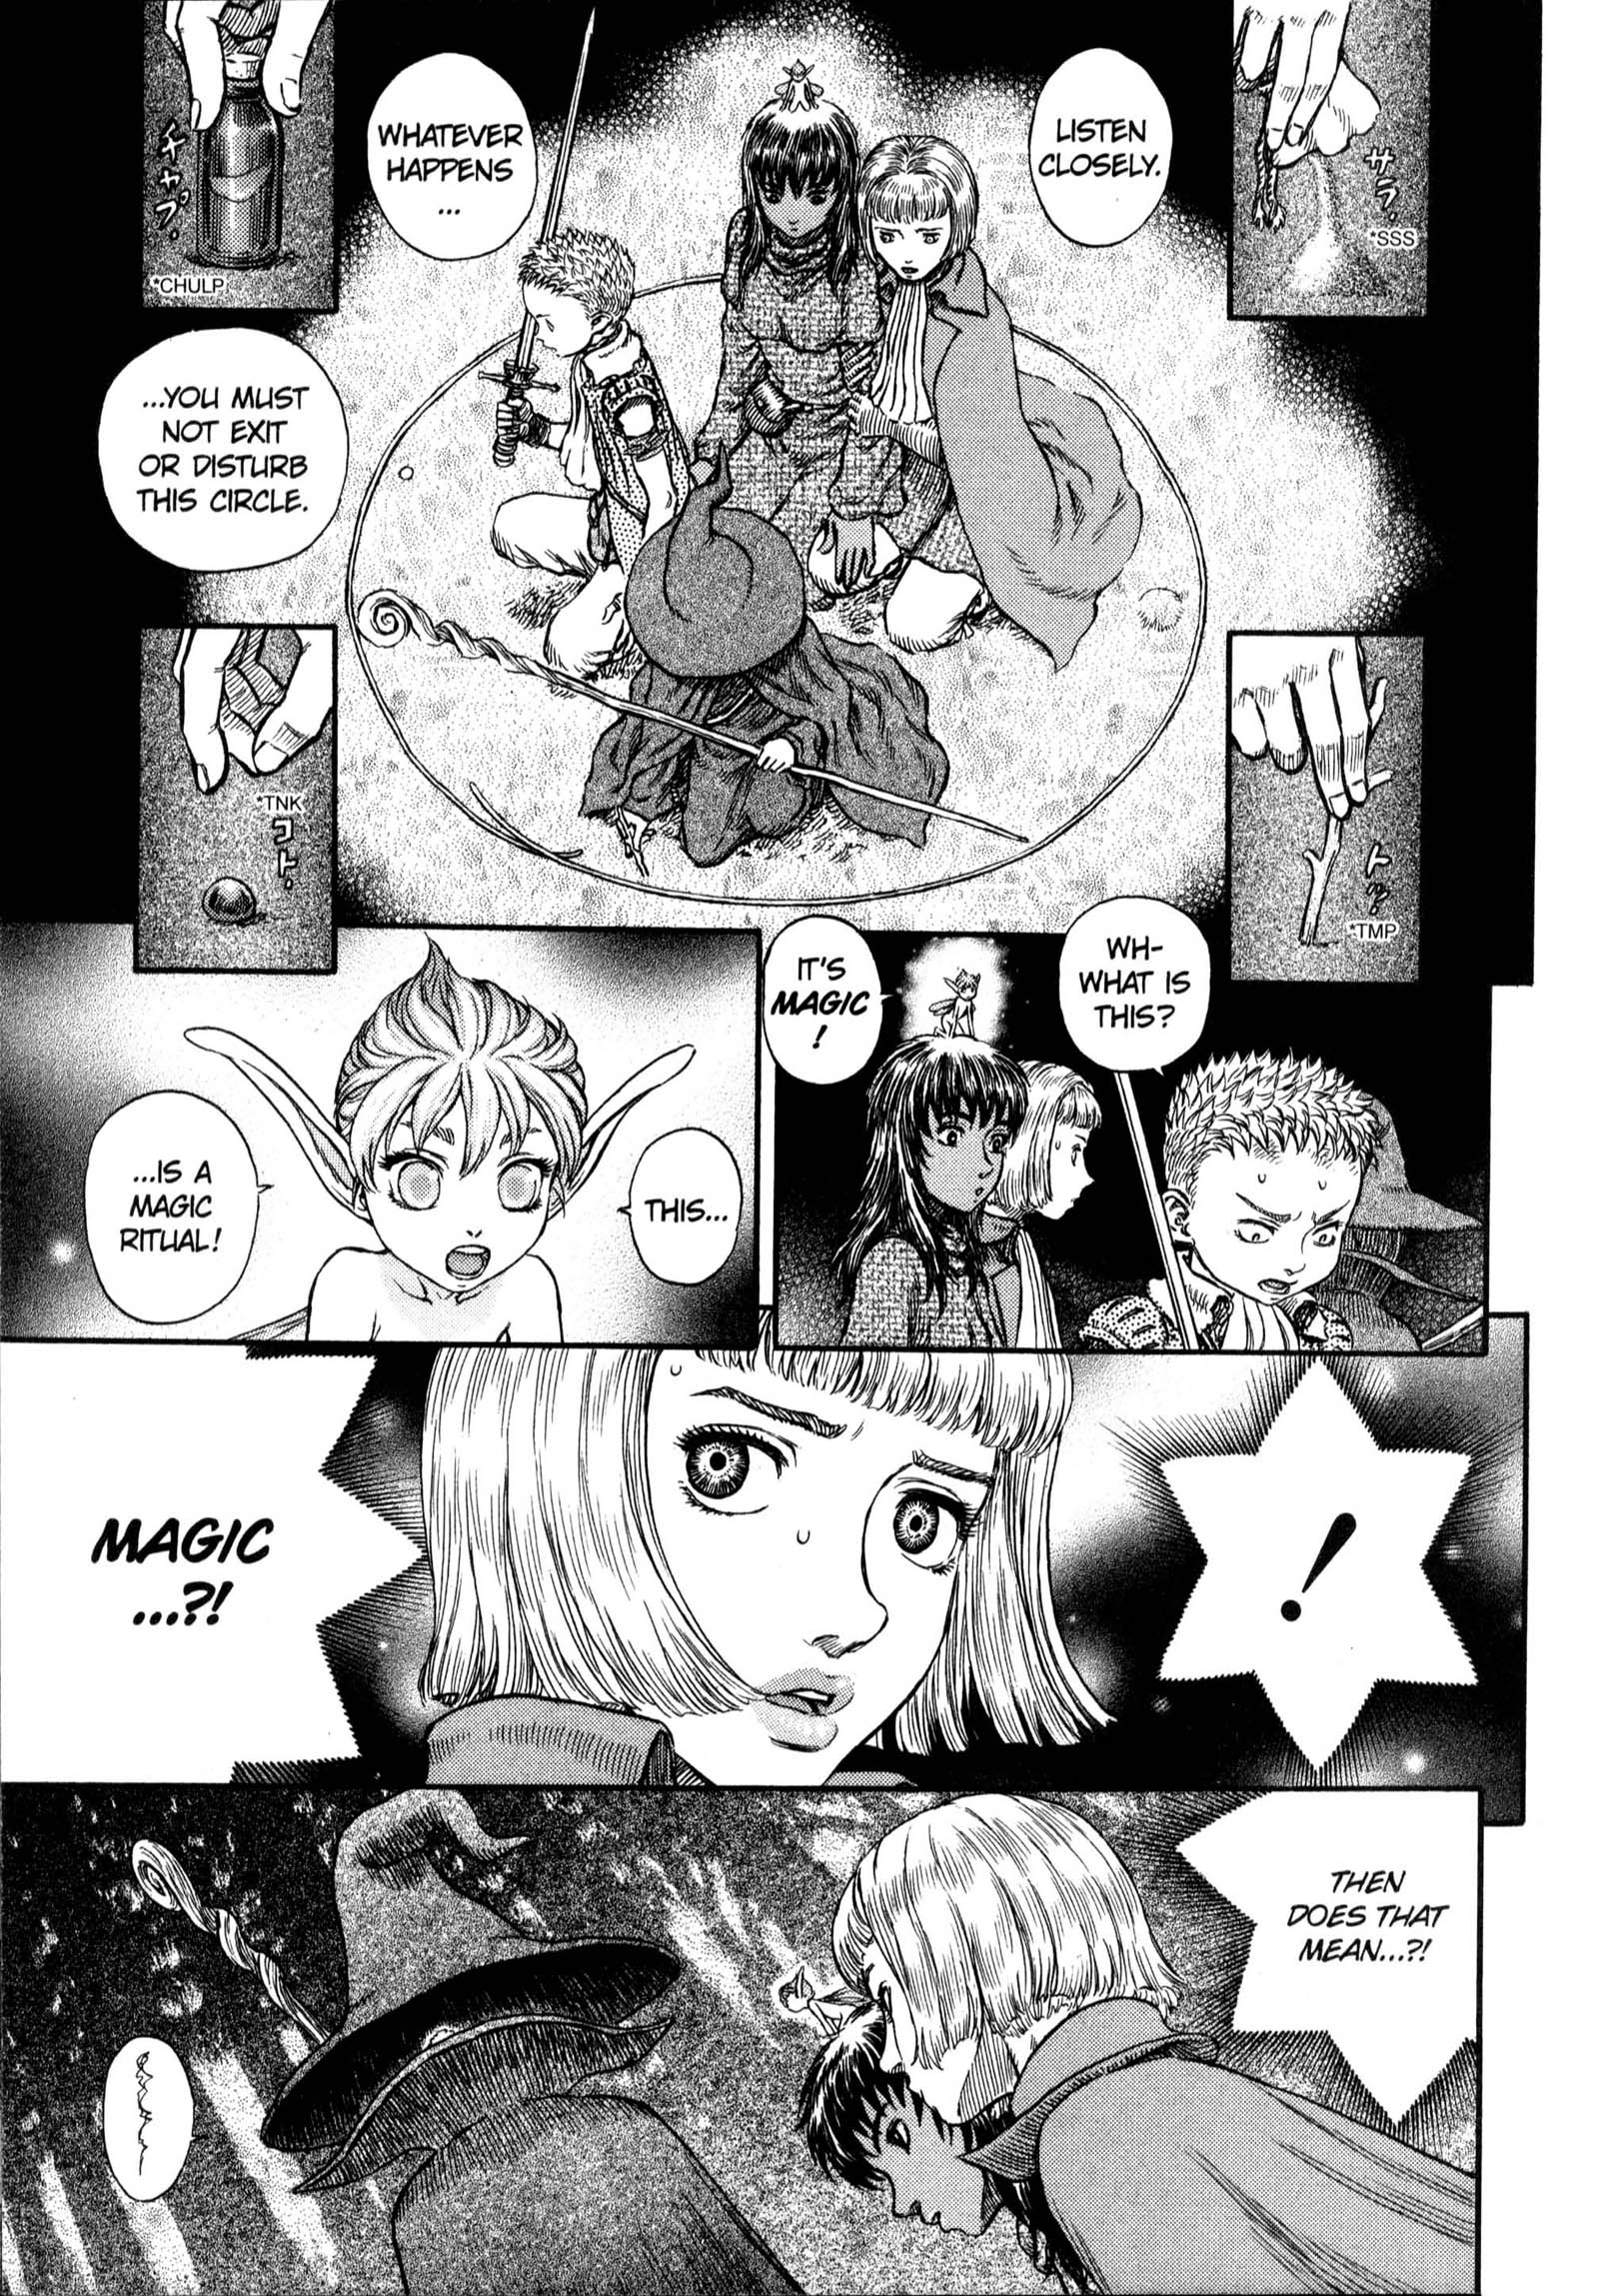 サラ。
*SSS
LISTEN
CLOSELY.
WHATEVER
HAPPENS
...
チャプ。
*CHULP
...YOU MUST
NOT EXIT
OR DISTURB
THIS CIRCLE.
トッ
*TMP
*TNK
コト。
WH-
WHAT IS
THIS?
IT'S
MAGIC
!
THIS...
...IS A
MAGIC
RITUAL!
!
MAGIC
...?!
THEN
DOES THAT
MEAN...?!